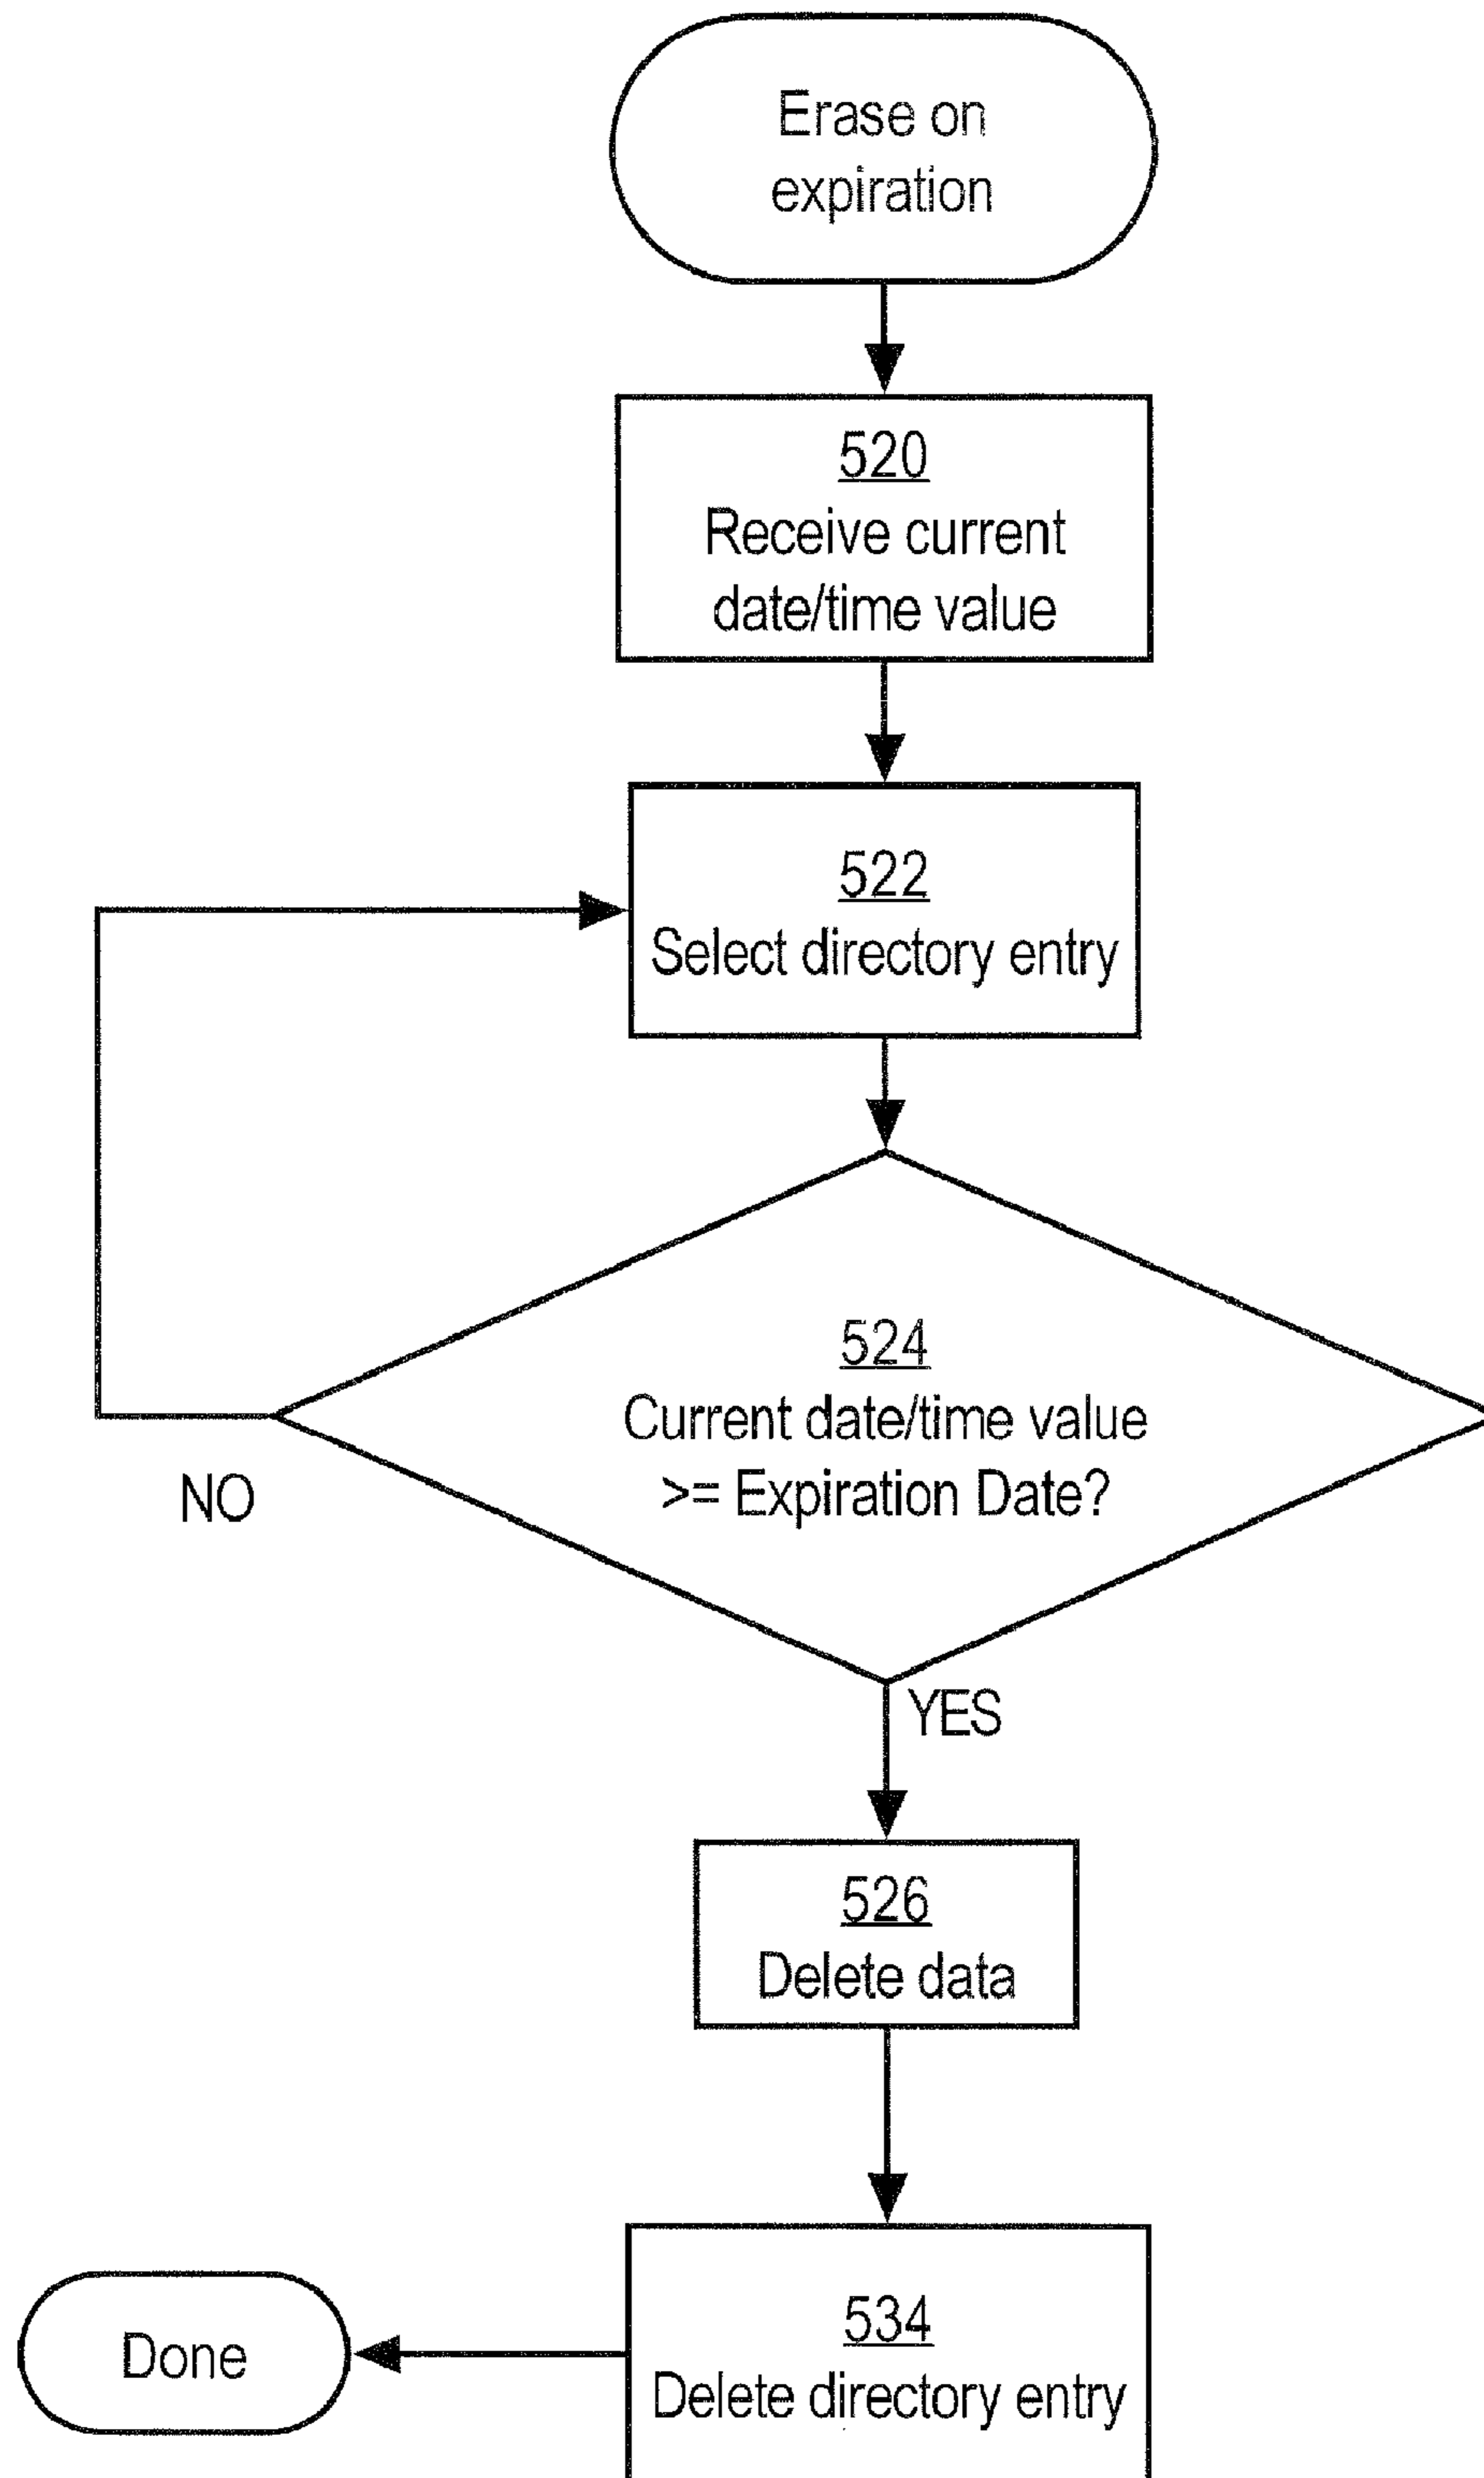 Erase on
expiration
520
Receive current
date/time value
522
Select directory entry
524
Current date/time value
>= Expiration Date?
NO
YES
526
Delete data
534
Delete directory entry
Done